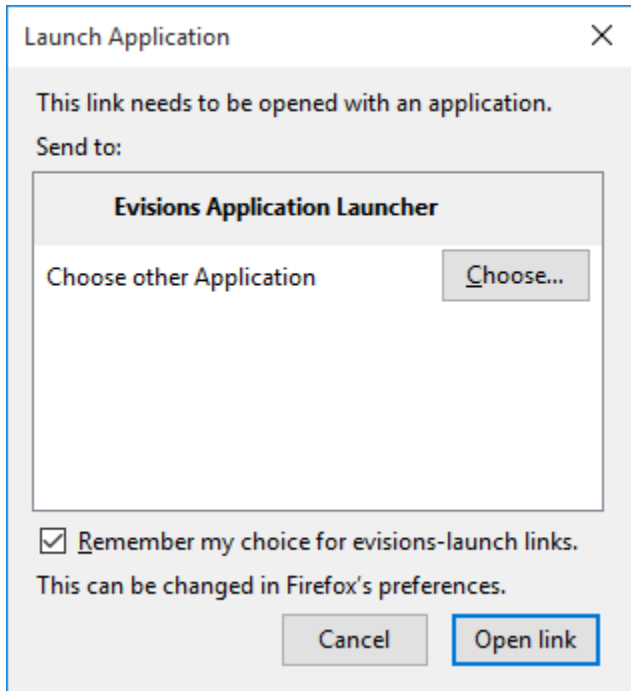 Launch Application
This link needs to be opened with an application.
Send to:
Evisions Application Launcher
Choose other Application
Choose...
Remember my choice for evisions-launch links.
This can be changed in Firefox's preferences.
Cancel
Open link